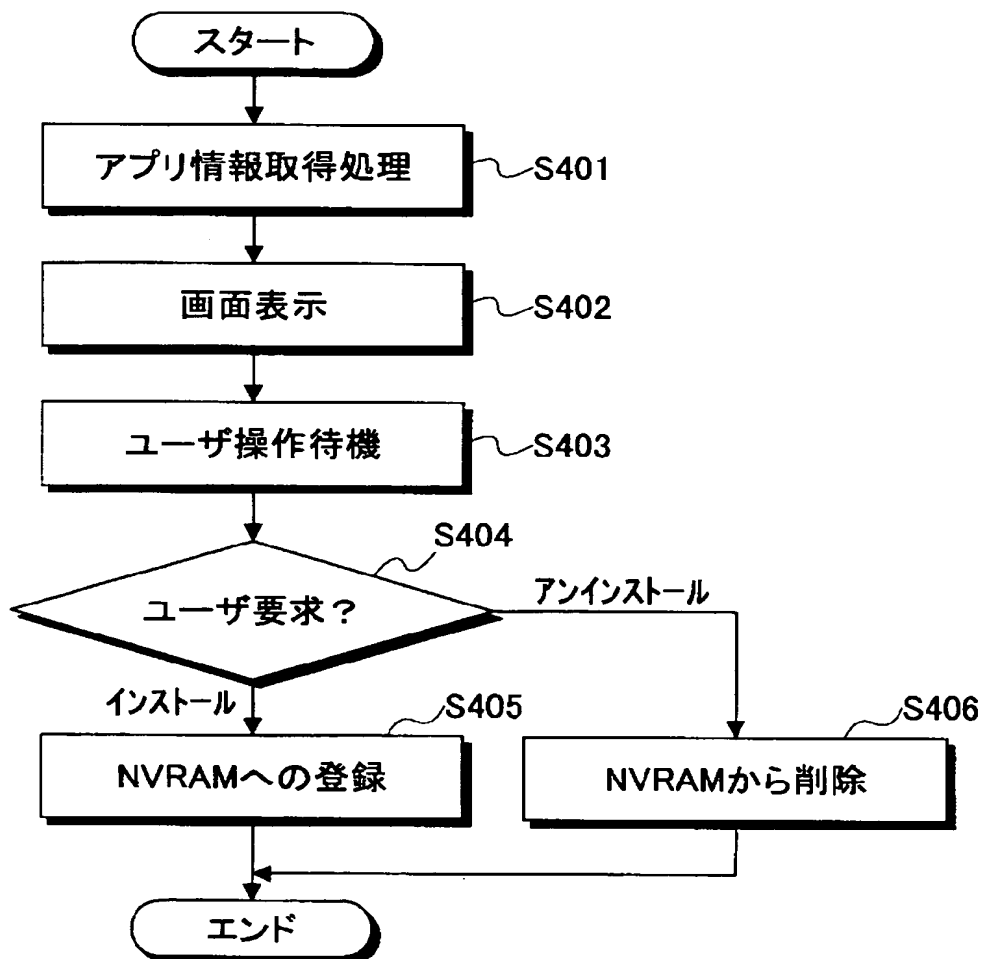 スタート
アプリ情報取得処理
S401
画面表示
S402
ユーザ操作待機
S403
S404
ユーザ要求?
アンインストール
インストール
S405
S406
NVRAMへの登録
NVRAMから削除
エンド